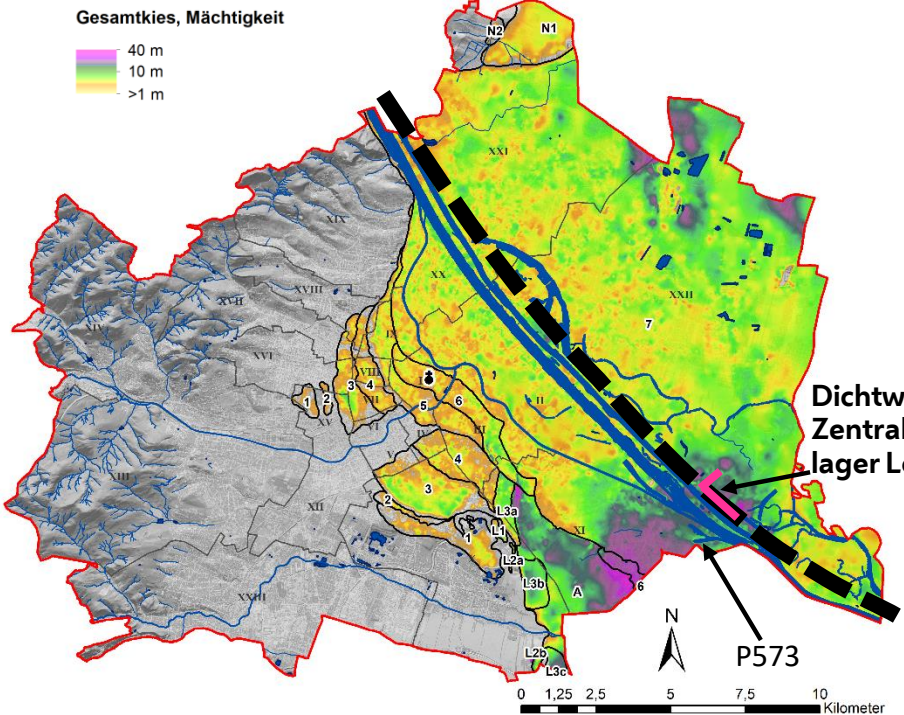 Gesamtkies, Mächtigkeit
40 m
10 m
>1 m
N2
N1
XXI
XIX
XX
XXII
XVIII
XVII
XIV
XVI
7
VIII
3
4
1
2
XV
5
6
II
III
Dichtw
Zentral
lager L
V
4
3
2
XIII
XII
1
L3a
L1
L2a
XI
L3b
A
6
XXIII
N
P573
L2b
L3c
0 1,25 2,5 5 7,5 10
Kilometer